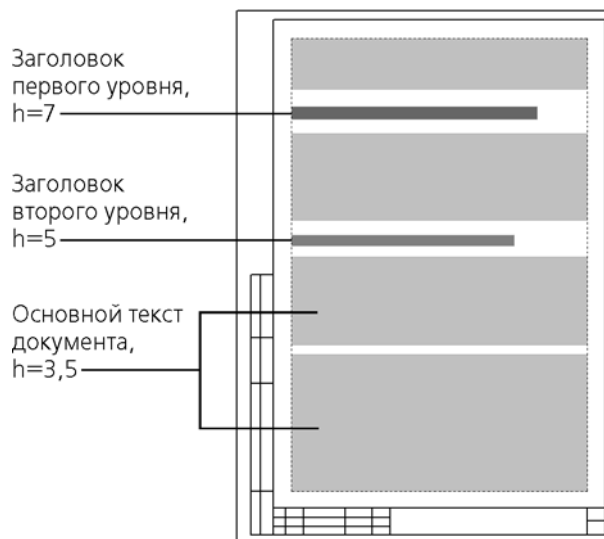 Заголовок
первого уровня,
h=7
Заголовок
второго уровня,
h=5
Основной текст
документа,
h=3,5